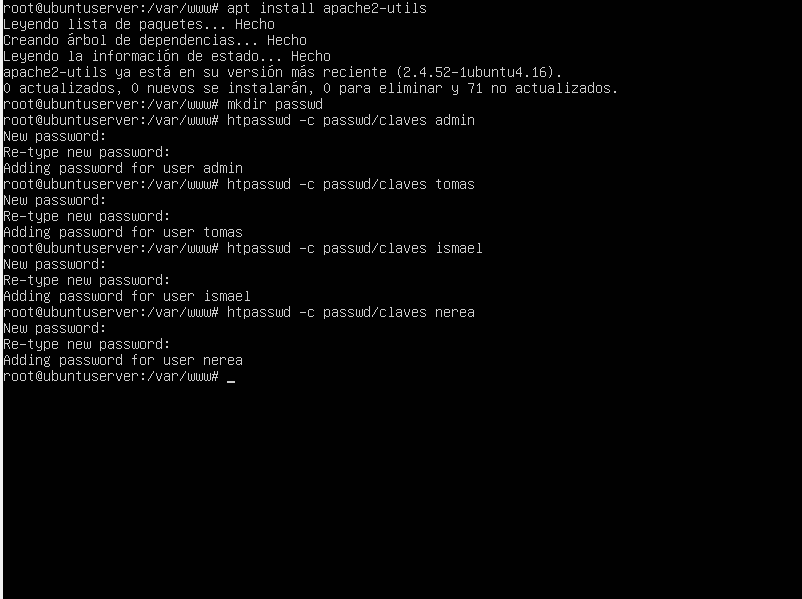 root@ubuntuserver:/var/www# apt install apache2-utils
Leyendo lista de paquetes... Hecho
Creando árbol de dependencias... Hecho
Leyendo la información de estado... Hecho
apache2-utils ya está en su versión más reciente (2.4.52-1ubuntu4.16).
0 actualizados, 0 nuevos se instalarán, 0 para eliminar y 71 no actualizados.
root@ubuntuserver:/var/www# mkdir passwd
root@ubuntuserver:/var/www# htpasswd -c passwd/claves admin
New password:
Re-type new password:
Adding password for user admin
root@ubuntuserver:/var/www# htpasswd -c passwd/claves tomas
New password:
Re-type new password:
Adding password for user tomas
root@ubuntuserver:/var/www# htpasswd -c passwd/claves ismael
New password:
Re-type new password:
Adding password for user ismael
root@ubuntuserver:/var/www# htpasswd -c passwd/claves nerea
New password:
Re-type new password:
Adding password for user nerea
root@ubuntuserver:/var/www# _